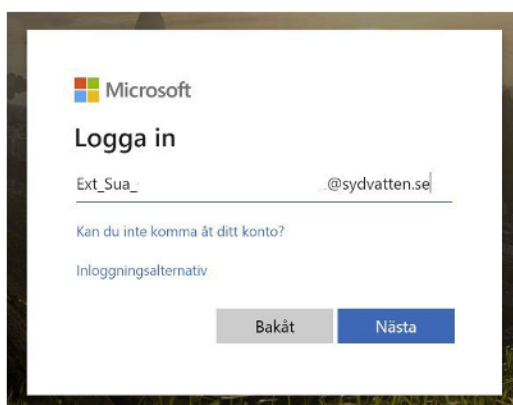 Microsoft
Logga in
Ext_Sua_ .@sydvatten.se
Kan du inte komma åt ditt konto?
Inloggningsalternativ
Bakåt Nästa